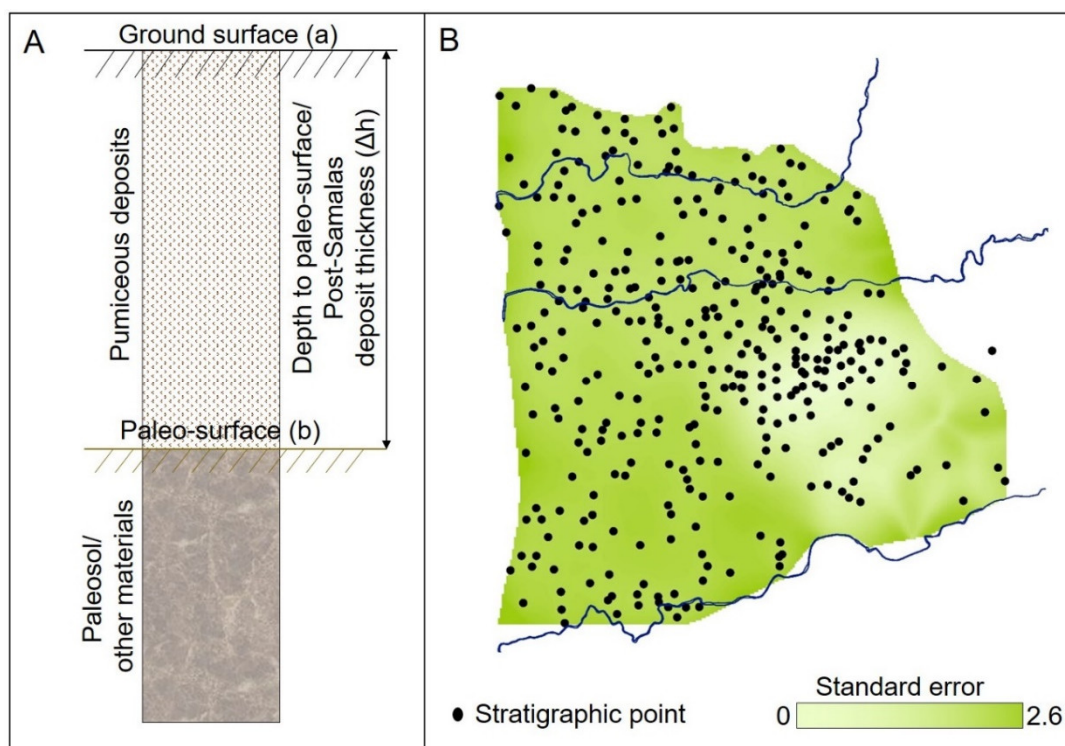 A
Ground surface (a)
Pumiceous deposits
Depth to paleo-surface/
Post-Samalas
deposit thickness (Δh)
Paleo-surface (b)
Paleosol/
other materials
B
Stratigraphic point
Standard error
0
2.6